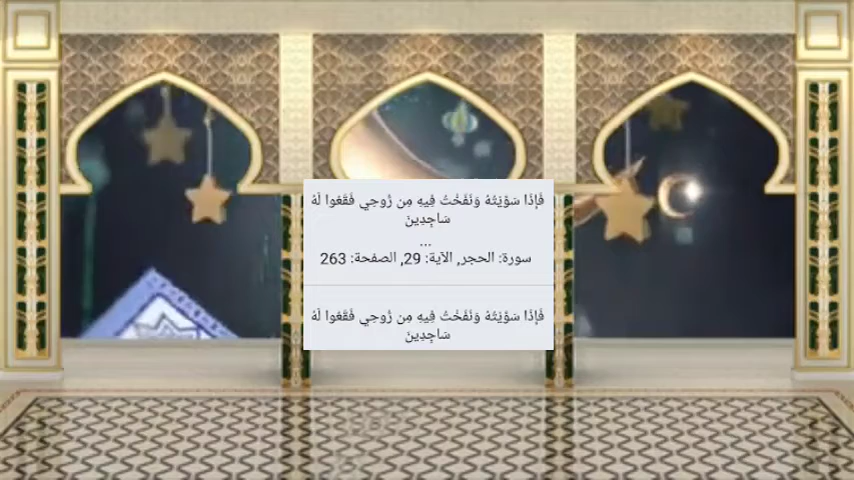 فَإِذَا سَوَّيْتُهُ وَنَفَخْتُ فِيهِ مِن رُّوحِي فَقَعُوا لَهُ
سَاجِدِينَ
...
سورة: الحجر, الآية: 29, الصفحة: 263
فَإِذَا سَوَّيْتُهُ وَنَفَخْتُ فِيهِ مِن رُّوحِي فَقَعُوا لَهُ
سَاجِدِينَ